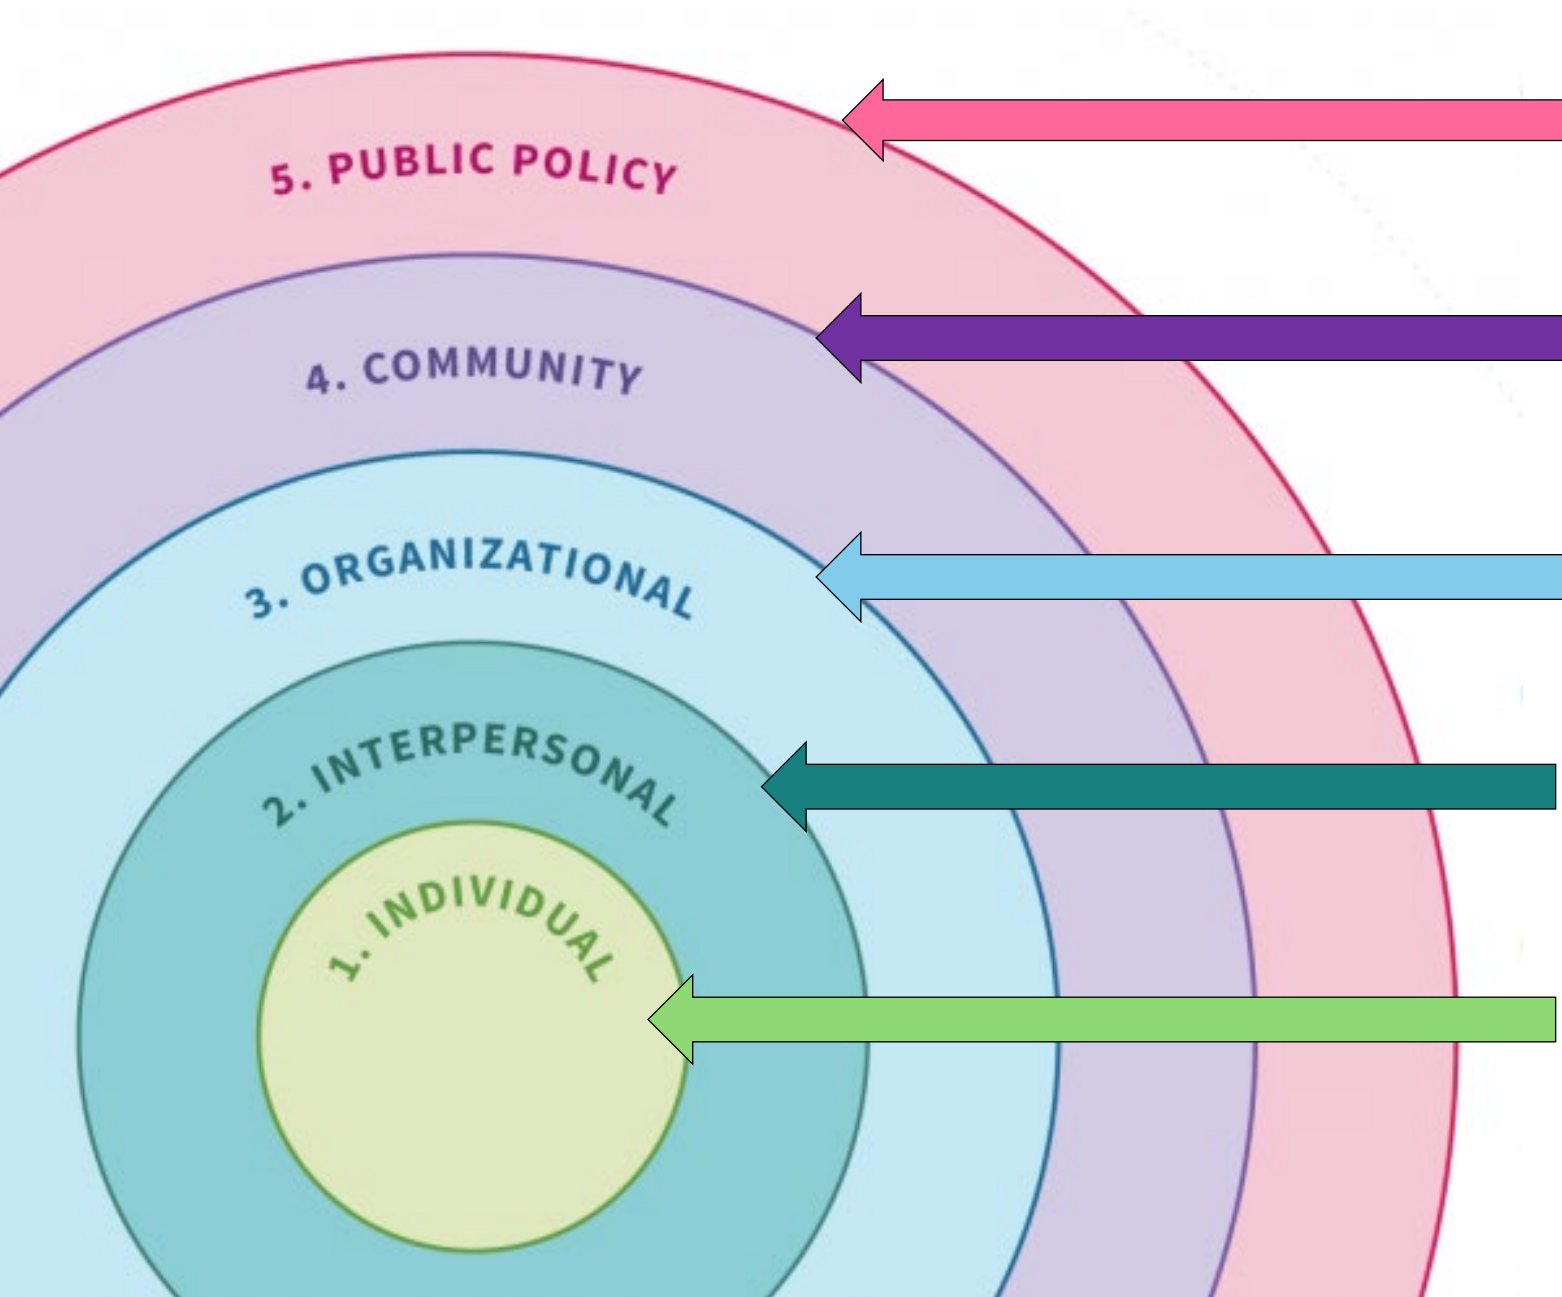 5. PUBLIC POLICY
4. COMMUNITY
3. ORGANIZATIONAL
2. INTERPERSONAL
1. INDIVIDUAL